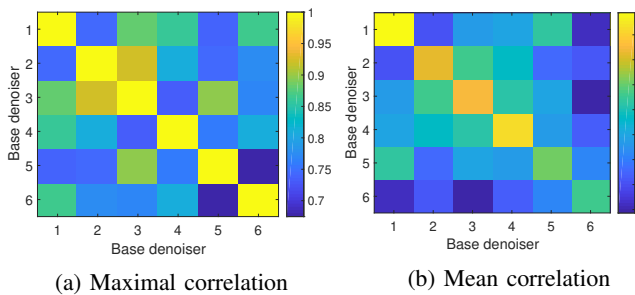 1
2
3
4
5
6
Base denoiser
1 2 3 4 5 6
Base denoiser
1
0.95
0.9
0.85
0.8
0.75
0.7
(a) Maximal correlation
1
2
3
4
5
6
Base denoiser
1 2 3 4 5 6
Base denoiser
(b) Mean correlation